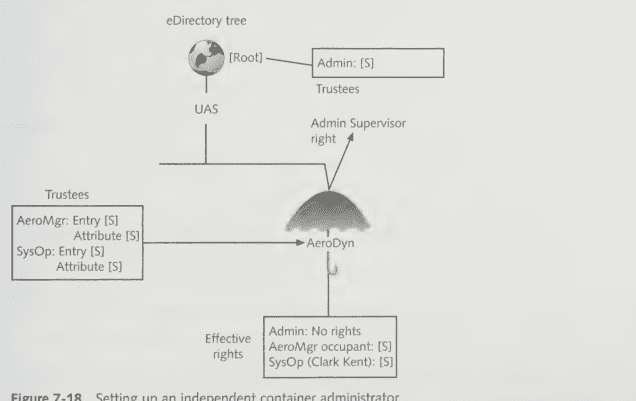 eDirectory tree
[Root]
Admin: [S]
Trustees
UAS
Admin Supervisor
right
Trustees
AeroMgr: Entry [S]
Attribute [S]
SysOp: Entry [S]
Attribute [S]
AeroDyn
Effective
rights
Admin: No rights
AeroMgr occupant: [S]
SysOp (Clark Kent): [S]
Figure 7-18 Setting up an independent container administrator